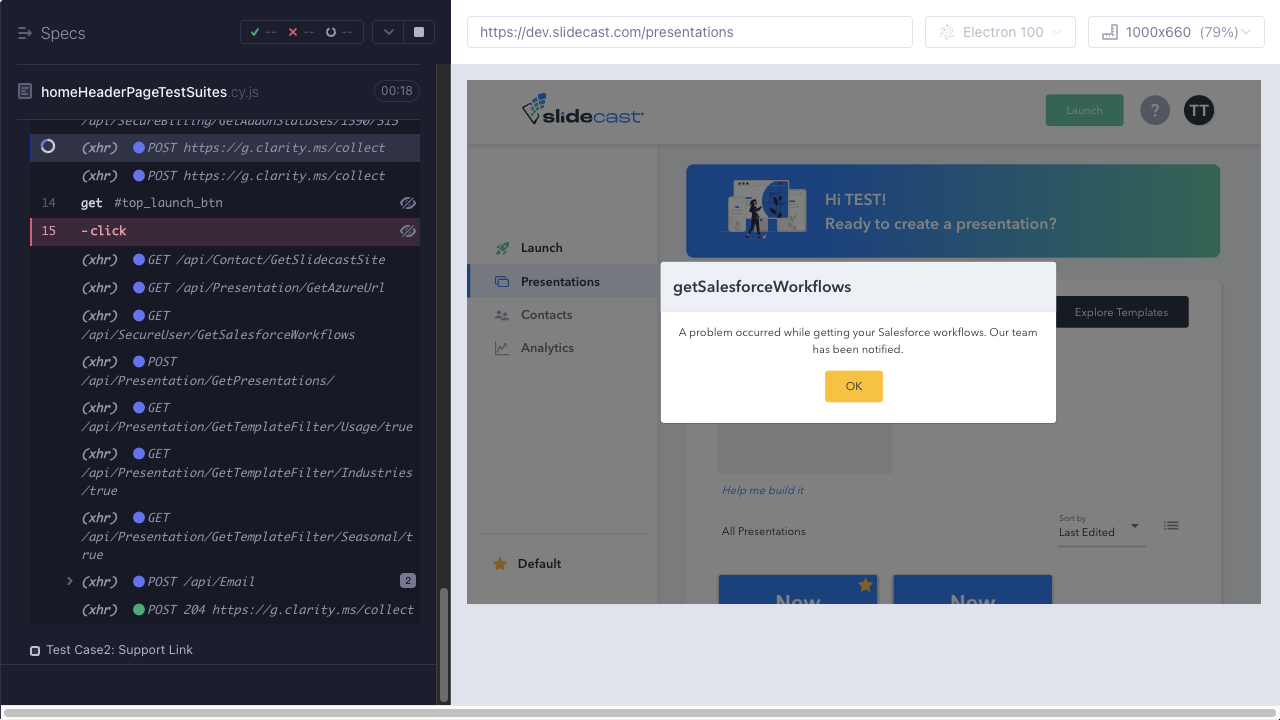 Specs
--
--
--
https://dev.slidecast.com/presentations
Electron 100
1000x660 (79%)
homeHeaderPageTestSuites.cy.js
00:18
/api/SecureBilling/GetAddonStatuses/1590/5
(xhr) POST https://g.clarity.ms/collect
(xhr) POST https://g.clarity.ms/collect
14 get #top_launch_btn
15 -click
(xhr) GET /api/Contact/GetSlidecastSite
(xhr) GET /api/Presentation/GetAzureUrl
(xhr) GET
/api/SecureUser/GetSalesforceWorkflows
(xhr) POST
/api/Presentation/GetPresentations/
(xhr) GET
/api/Presentation/GetTemplateFilter/Usage/true
(xhr) GET
/api/Presentation/GetTemplateFilter/Industries
/true
(xhr) GET
/api/Presentation/GetTemplateFilter/Seasonal/t
rue
(xhr) POST /api/Email 2
(xhr) POST 204 https://g.clarity.ms/collect
Test Case2: Support Link
slidecast
Launch
?
TT
Hi TEST!
Ready to create a presentation?
Launch
Presentations
Contacts
Analytics
Default
Explore Templates
getSalesforceWorkflows
A problem occurred while getting your Salesforce workflows. Our team
has been notified.
OK
Help me build it
All Presentations
Sort by
Last Edited
New
New